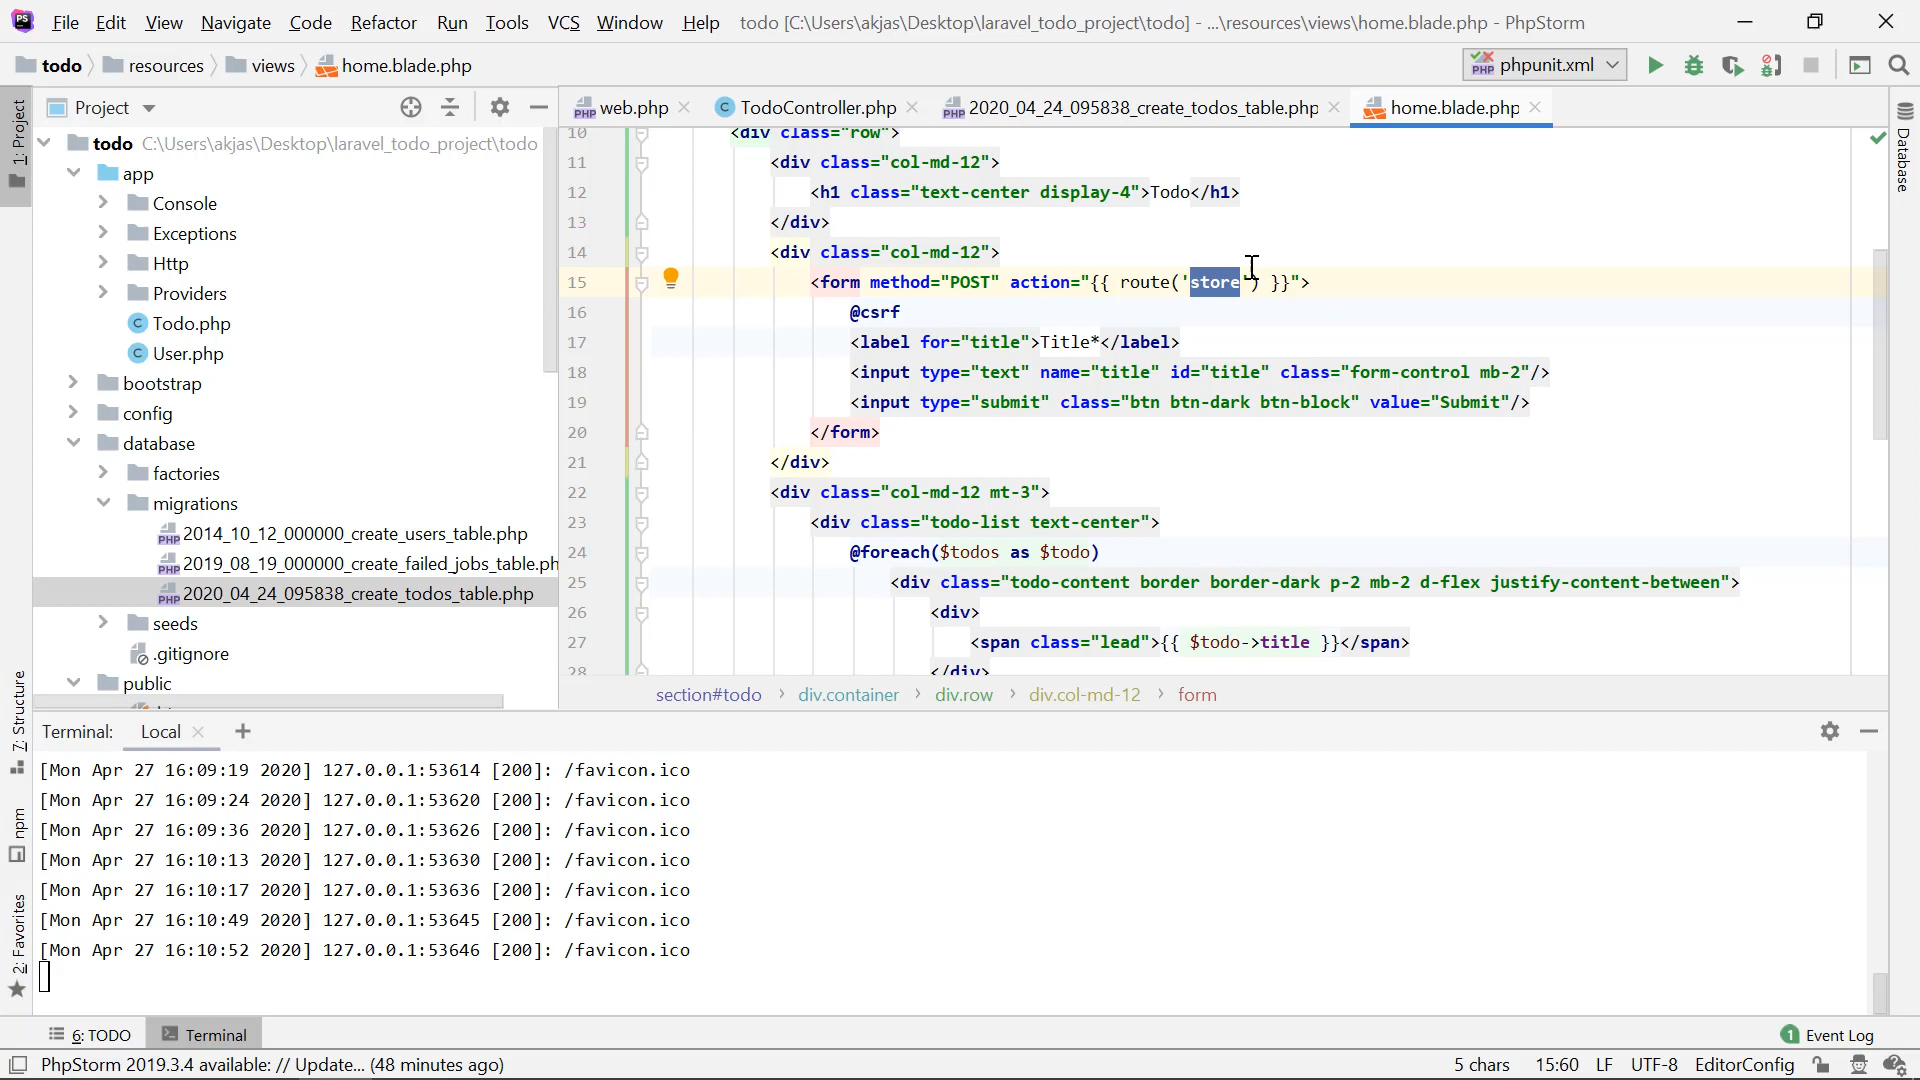 File Edit View Navigate Code Refactor Run Tools VCS Window Help todo [C:\Users\akjas\Desktop\laravel_todo_project\todo] - ...\resources\views\home.blade.php - PhpStorm
todo resources views home.blade.php phpunit.xml
Project
web.php TodoController.php 2020_04_24_095838_create_todos_table.php home.blade.php
1: Project
7: Structure
npm
2: Favorites
Database
todo C:\Users\akjas\Desktop\laravel_todo_project\todo
app
Console
Exceptions
Http
Providers
Todo.php
User.php
bootstrap
config
database
factories
migrations
2014_10_12_000000_create_users_table.php
2019_08_19_000000_create_failed_jobs_table.ph
2020_04_24_095838_create_todos_table.php
seeds
.gitignore
public
10 <div class="row">
11 <div class="col-md-12">
12 <h1 class="text-center display-4">Todo</h1>
13 </div>
14 <div class="col-md-12">
15 <form method="POST" action="{{ route('store') }}">
16 @csrf
17 <label for="title">Title*</label>
18 <input type="text" name="title" id="title" class="form-control mb-2"/>
19 <input type="submit" class="btn btn-dark btn-block" value="Submit"/>
20 </form>
21 </div>
22 <div class="col-md-12 mt-3">
23 <div class="todo-list text-center">
24 @foreach($todos as $todo)
25 <div class="todo-content border border-dark p-2 mb-2 d-flex justify-content-between">
26 <div>
27 <span class="lead">{{ $todo->title }}</span>
28 </div>
section#todo div.container div.row div.col-md-12 form
Terminal: Local
[Mon Apr 27 16:09:19 2020] 127.0.0.1:53614 [200]: /favicon.ico
[Mon Apr 27 16:09:24 2020] 127.0.0.1:53620 [200]: /favicon.ico
[Mon Apr 27 16:09:36 2020] 127.0.0.1:53626 [200]: /favicon.ico
[Mon Apr 27 16:10:13 2020] 127.0.0.1:53630 [200]: /favicon.ico
[Mon Apr 27 16:10:17 2020] 127.0.0.1:53636 [200]: /favicon.ico
[Mon Apr 27 16:10:49 2020] 127.0.0.1:53645 [200]: /favicon.ico
[Mon Apr 27 16:10:52 2020] 127.0.0.1:53646 [200]: /favicon.ico
6: TODO Terminal 1 Event Log
PhpStorm 2019.3.4 available: // Update... (48 minutes ago) 5 chars 15:60 LF UTF-8 EditorConfig